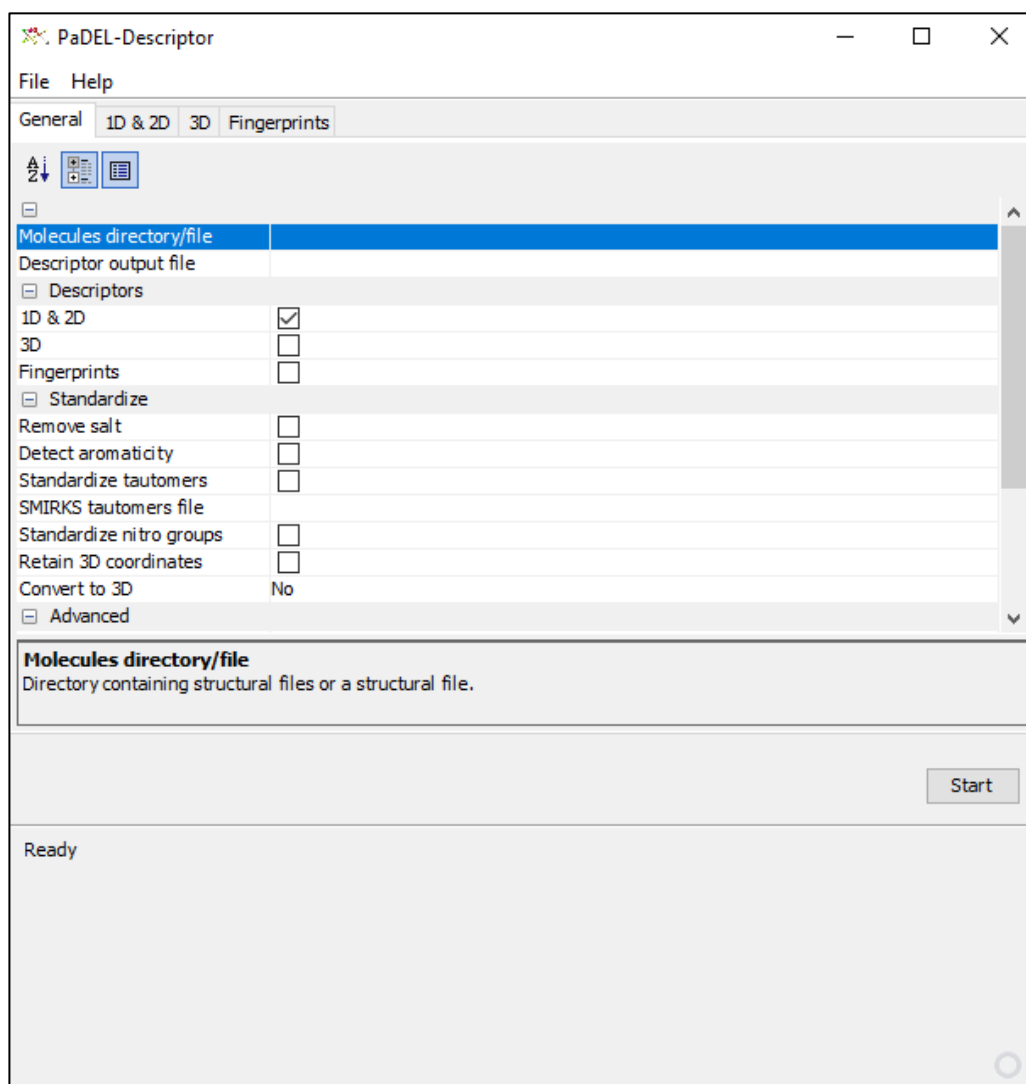 PaDEL-Descriptor
File Help
General 1D & 2D 3D Fingerprints
A
Z
Molecules directory/file
Descriptor output file
Descriptors
1D & 2D
3D
Fingerprints
Standardize
Remove salt
Detect aromaticity
Standardize tautomers
SMIRKS tautomers file
Standardize nitro groups
Retain 3D coordinates
Convert to 3D No
Advanced
Molecules directory/file
Directory containing structural files or a structural file.
Start
Ready